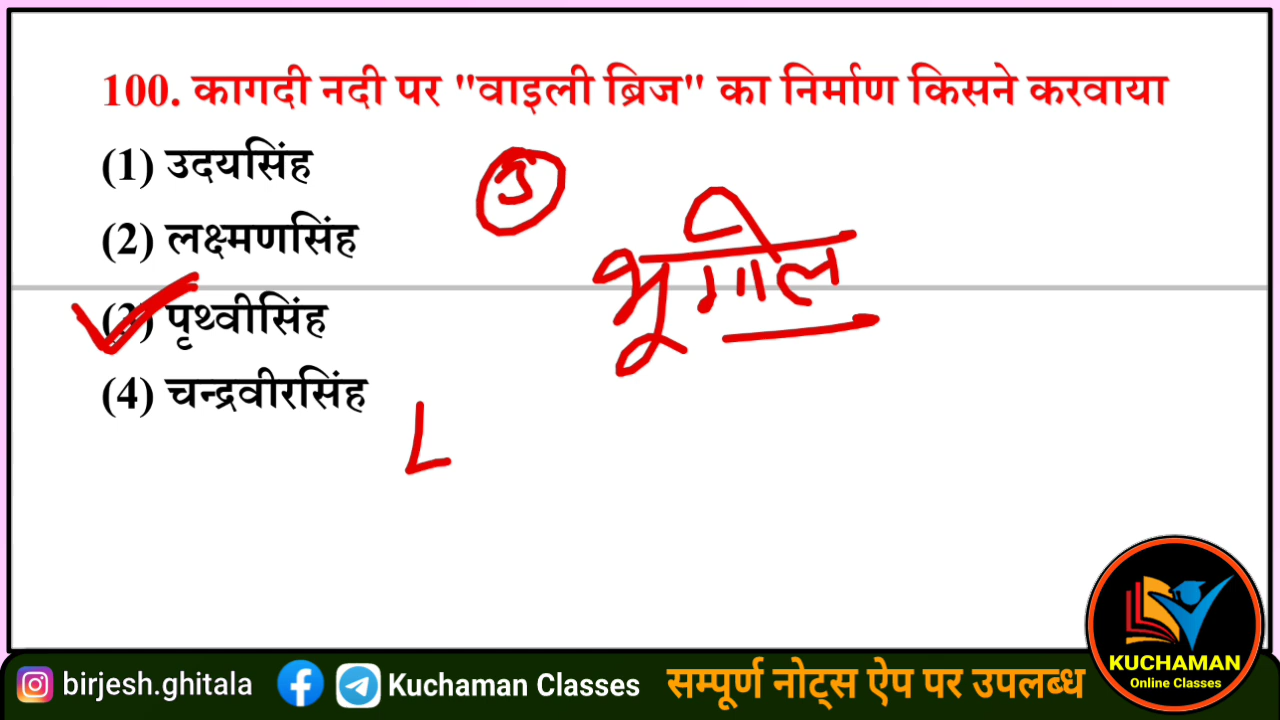 100. कागदी नदी पर "वाइली ब्रिज" का निर्माण किसने करवाया
(1) उदयसिंह
(2) लक्ष्मणसिंह
(3) पृथ्वीसिंह
(4) चन्द्रवीरसिंह
भूगोल
KUCHAMAN
Online Classes
birjesh.ghitala
Kuchaman Classes
सम्पूर्ण नोट्स ऐप पर उपलब्ध